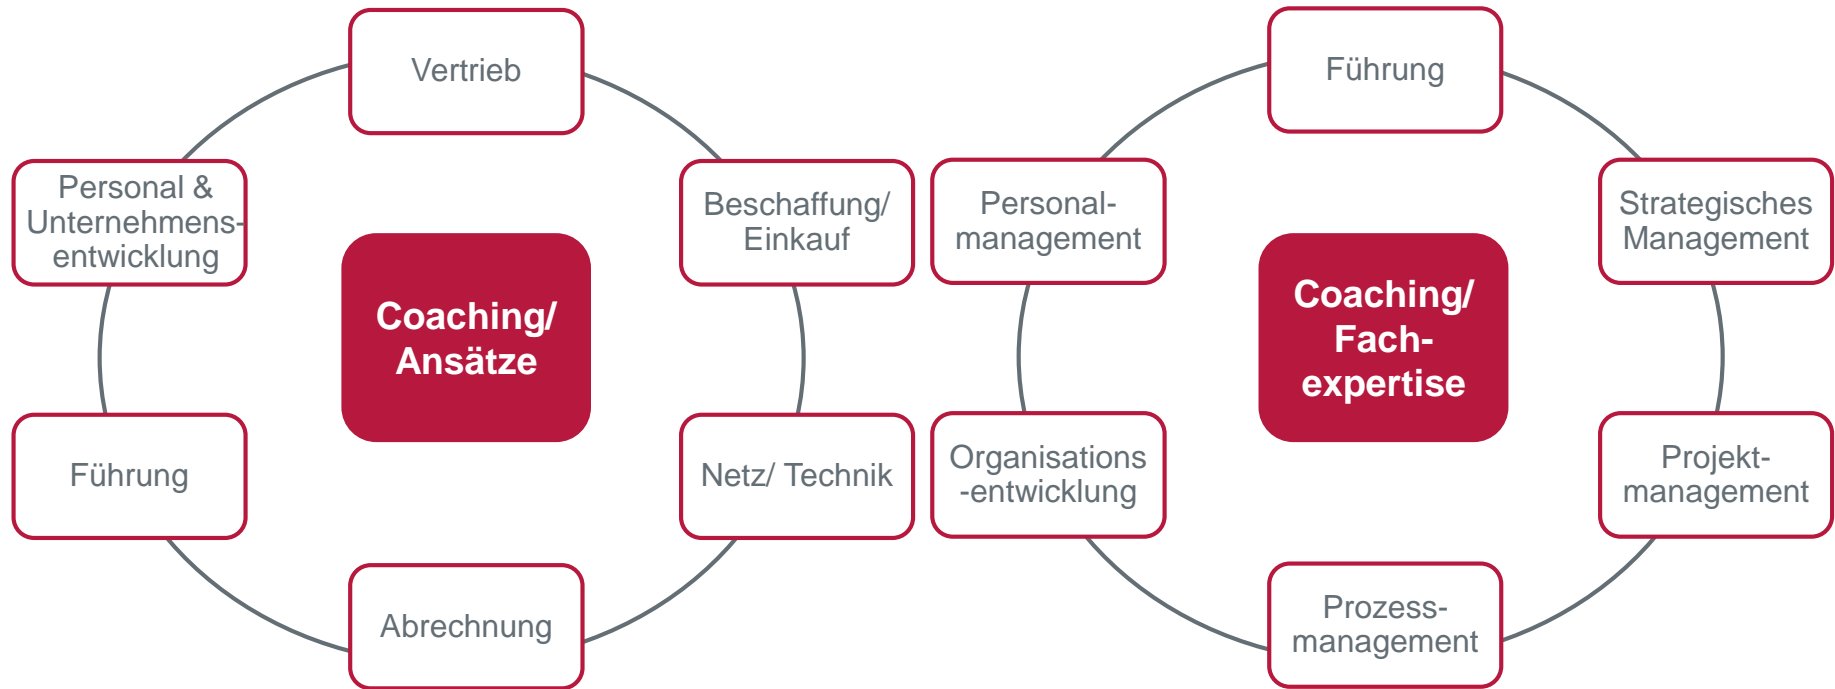 Vertrieb
Beschaffung/
Einkauf
Netz/ Technik
Abrechnung
Führung
Personal &
Unternehmens-
entwicklung
Coaching/
Ansätze
Führung
Strategisches
Management
Projekt-
management
Prozess-
management
Organisations
-entwicklung
Personal-
management
Coaching/
Fach-
expertise